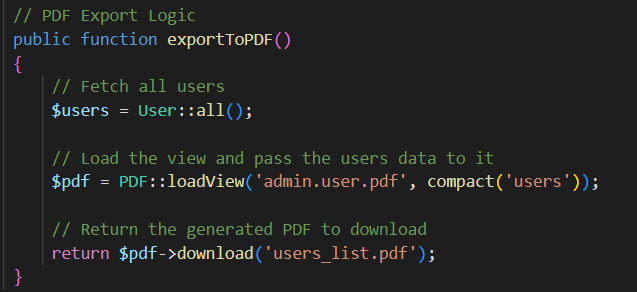 // PDF Export Logic
public function exportToPDF()
{
    // Fetch all users
    $users = User::all();
    // Load the view and pass the users data to it
    $pdf = PDF::loadView('admin.user.pdf', compact('users'));
    // Return the generated PDF to download
    return $pdf->download('users_list.pdf');
}